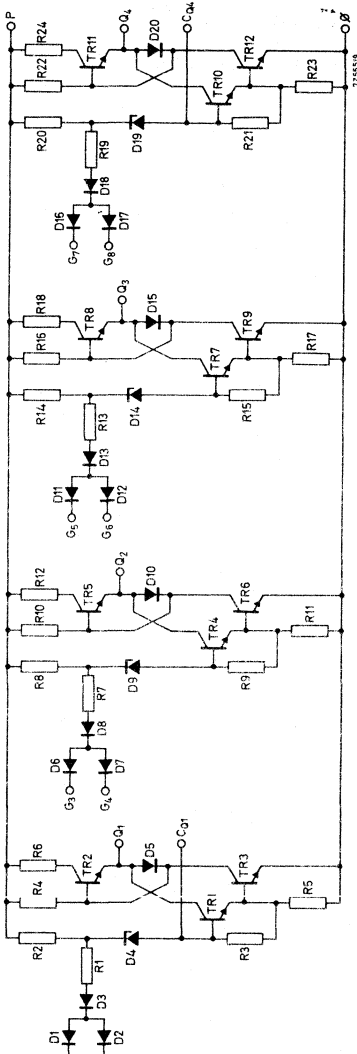 P
R2
R4
R6
TR2
Q1
D5
CQ1
R1
D3
D1
D2
D4
TR1
TR3
R3
R5
R8
R10
R12
TR5
Q2
D10
R7
D8
D6
D7
G3
G4
D9
TR4
TR6
R9
R11
R14
R16
R18
TR8
Q3
D15
R13
D13
D11
D12
G5
G6
D14
TR7
TR9
R15
R17
R20
R22
R24
TR11
Q4
D20
CQ4
R19
D18
D16
D17
G7
G8
D19
TR10
TR12
R21
R23
Ø